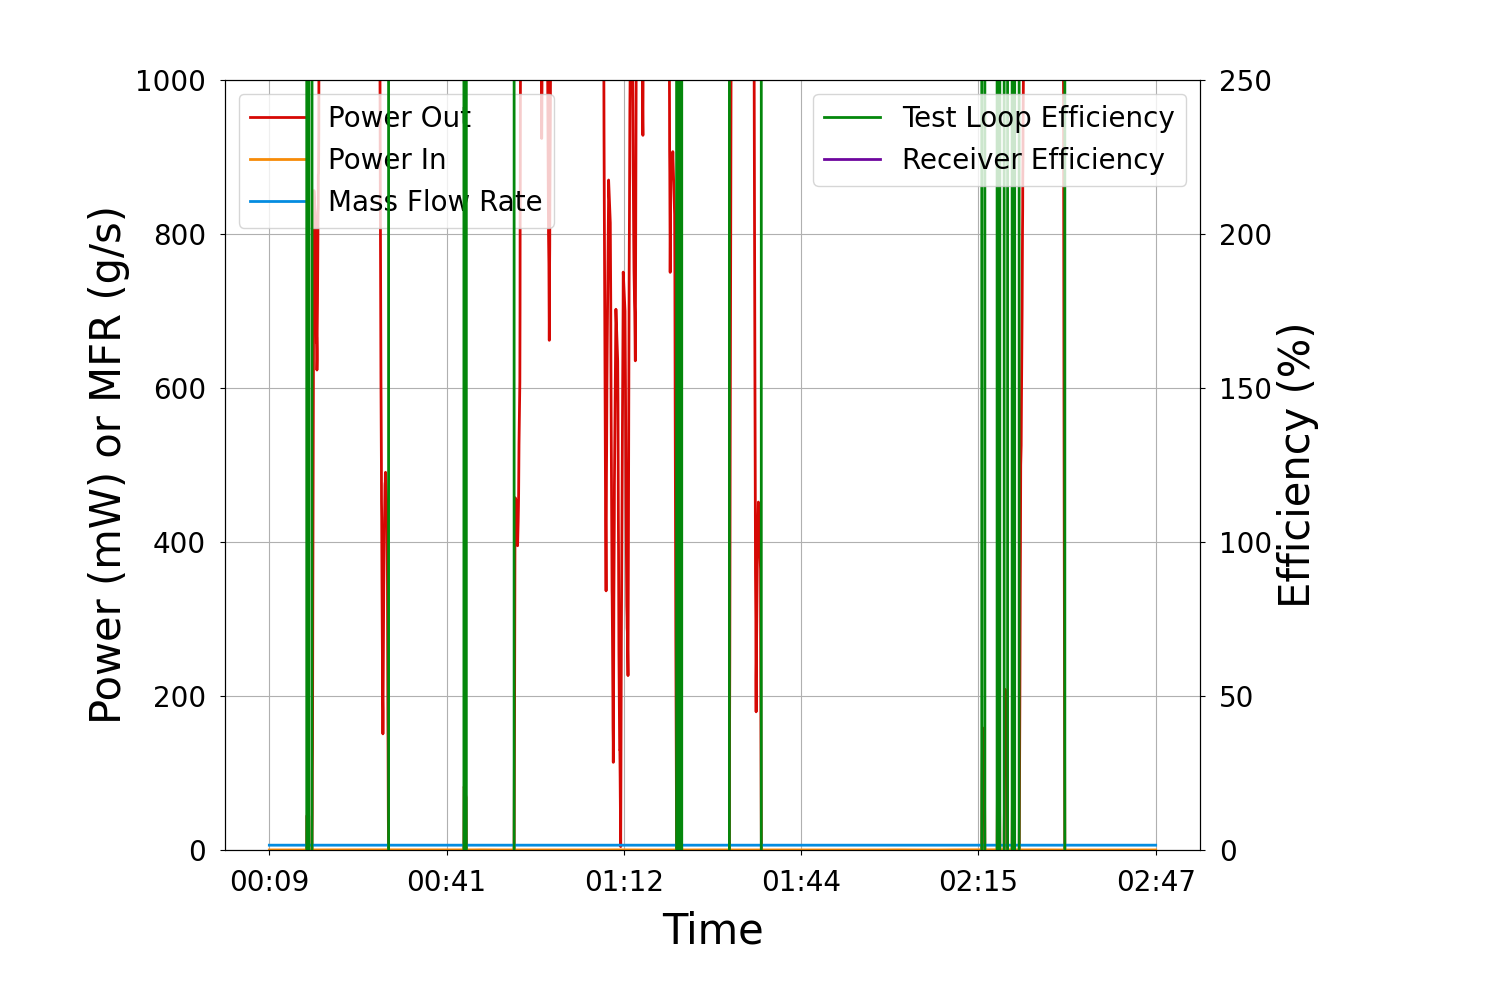 Power Out
Power In
Mass Flow Rate
Test Loop Efficiency
Receiver Efficiency
1000
800
600
400
200
0
Power (mW) or MFR (g/s)
250
200
150
100
50
0
Efficiency (%)
00:09 00:41 01:12 01:44 02:15 02:47
Time